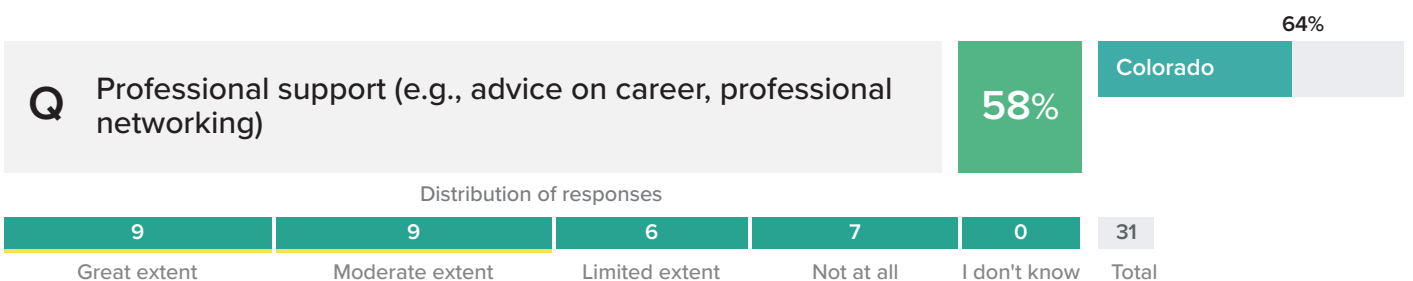 64%
Q
Professional support (e.g., advice on career, professional
networking)
58%
Colorado
Distribution of responses
9 9 6 7 0 31
Great extent Moderate extent Limited extent Not at all I don't know Total